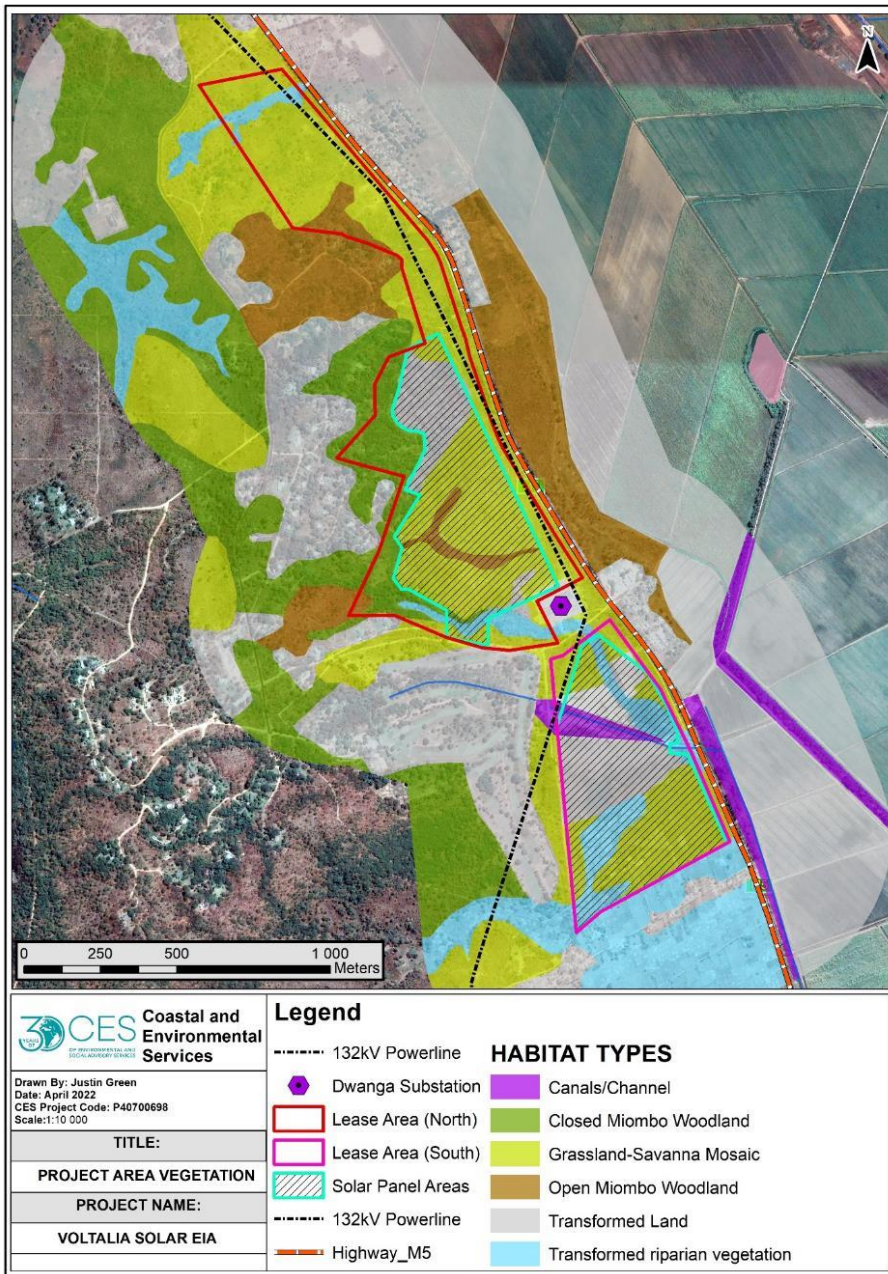 N
0 250 500 1 000
Meters
30 YEARS OF CES
OF ENVIRONMENTAL AND
SOCIAL ADVISORY SERVICES
Coastal and
Environmental
Services
Drawn By: Justin Green
Date: April 2022
CES Project Code: P40700698
Scale:1:10 000
TITLE:
PROJECT AREA VEGETATION
PROJECT NAME:
VOLTALIA SOLAR EIA
Legend
132kV Powerline
Dwanga Substation
Lease Area (North)
Lease Area (South)
Solar Panel Areas
132kV Powerline
Highway_M5
HABITAT TYPES
Canals/Channel
Closed Miombo Woodland
Grassland-Savanna Mosaic
Open Miombo Woodland
Transformed Land
Transformed riparian vegetation